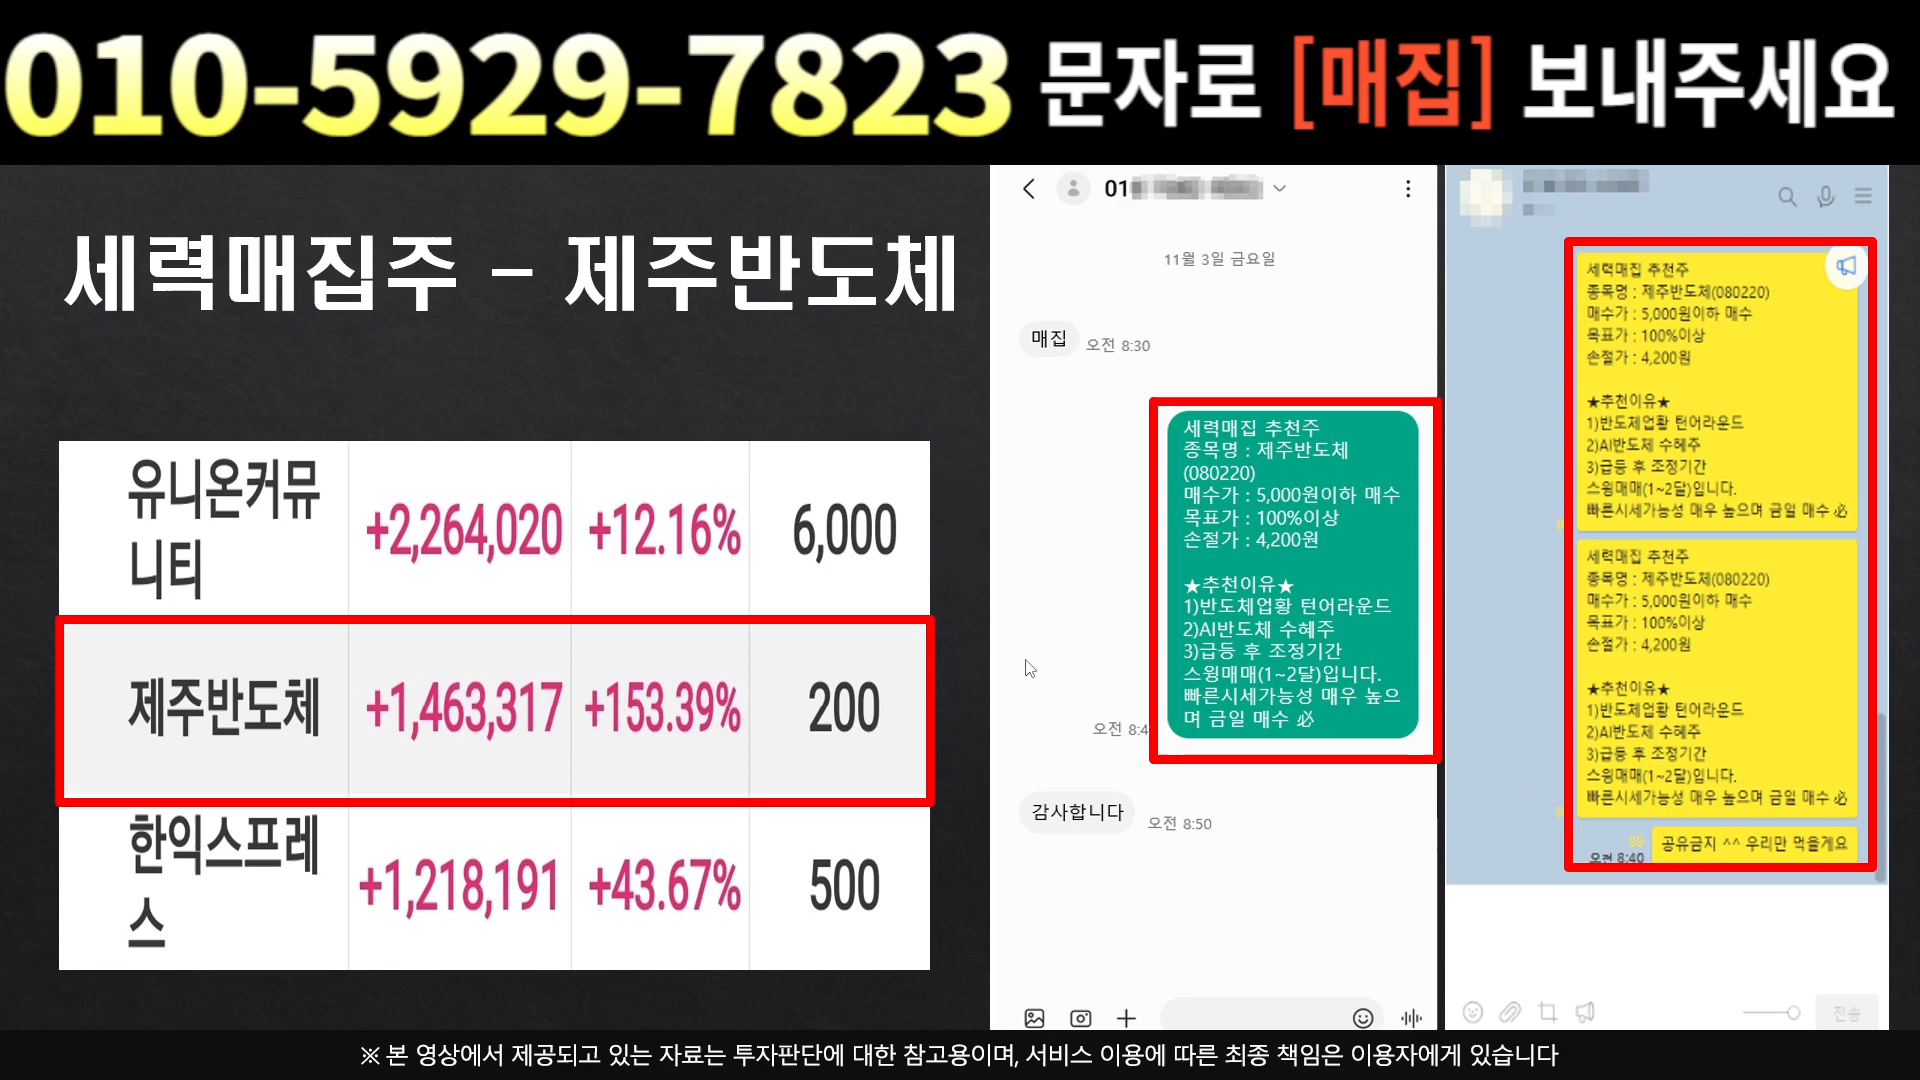 010-5929-7823 문자로 [매집] 보내주세요
세력매집주 - 제주반도체
유니온커뮤
니티
+2,264,020
+12.16%
6,000
제주반도체
+1,463,317
+153.39%
200
한익스프레
스
+1,218,191
+43.67%
500
01
11월 3일 금요일
매집
오전 8:30
세력매집 추천주
종목명 : 제주반도체
(080220)
매수가 : 5,000원이하 매수
목표가 : 100%이상
손절가 : 4,200원
★추천이유★
1)반도체업황 턴어라운드
2)AI반도체 수혜주
3)급등 후 조정기간
스윙매매(1~2달)입니다.
빠른시세가능성 매우 높으
며 금일 매수 必
오전 8:4
감사합니다
오전 8:50
세력매집 추천주
종목명 : 제주반도체(080220)
매수가 : 5,000원이하 매수
목표가 : 100%이상
손절가 : 4,200원
★추천이유★
1)반도체업황 턴어라운드
2)AI반도체 수혜주
3)급등 후 조정기간
스윙매매(1~2달)입니다.
빠른시세가능성 매우 높으며 금일 매수 必
세력매집 추천주
종목명 : 제주반도체(080220)
매수가 : 5,000원이하 매수
목표가 : 100%이상
손절가 : 4,200원
★추천이유★
1)반도체업황 턴어라운드
2)AI반도체 수혜주
3)급등 후 조정기간
스윙매매(1~2달)입니다.
빠른시세가능성 매우 높으며 금일 매수 必
공유금지 ^^ 우리만 먹을게요
오전 8:40
전송
※ 본 영상에서 제공되고 있는 자료는 투자판단에 대한 참고용이며, 서비스 이용에 따른 최종 책임은 이용자에게 있습니다